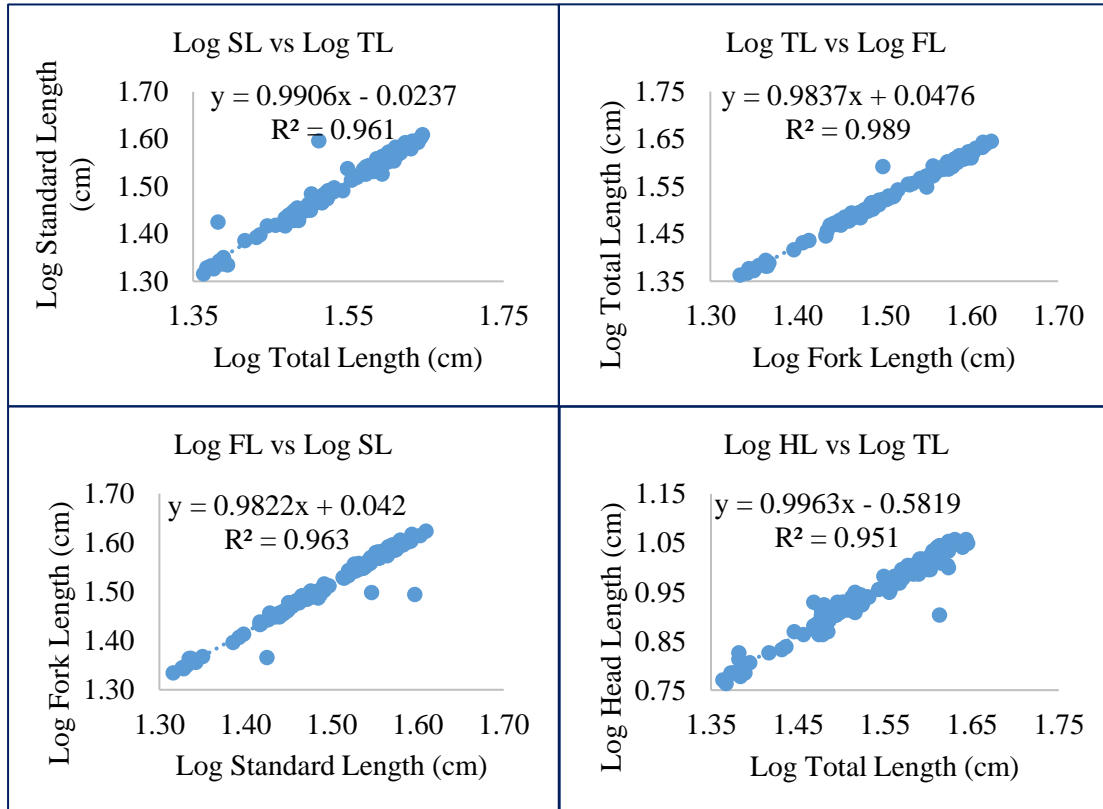 Log SL vs Log TL
y = 0.9906x - 0.0237
R² = 0.961
Log Standard Length
(cm)
1.70
1.60
1.50
1.40
1.30
1.35 1.55 1.75
Log Total Length (cm)
Log TL vs Log FL
y = 0.9837x + 0.0476
R² = 0.989
Log Total Length (cm)
1.75
1.65
1.55
1.45
1.35
1.30 1.40 1.50 1.60 1.70
Log Fork Length (cm)
Log FL vs Log SL
y = 0.9822x + 0.042
R² = 0.963
Log Fork Length (cm)
1.70
1.60
1.50
1.40
1.30
1.30 1.40 1.50 1.60 1.70
Log Standard Length (cm)
Log HL vs Log TL
y = 0.9963x - 0.5819
R² = 0.951
Log Head Length (cm)
1.15
1.05
0.95
0.85
0.75
1.35 1.45 1.55 1.65 1.75
Log Total Length (cm)